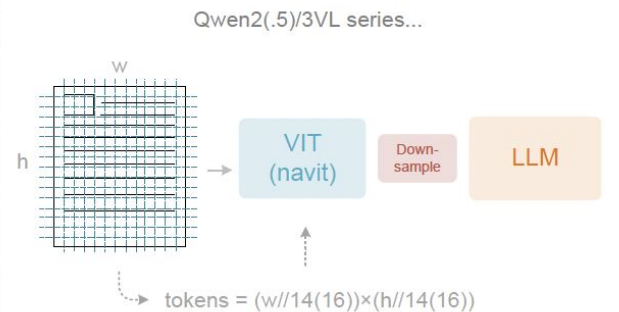 Qwen2(.5)/3VL series...
w
h
VIT
(navit)
Down-
sample
LLM
tokens = (w//14(16))×(h//14(16))